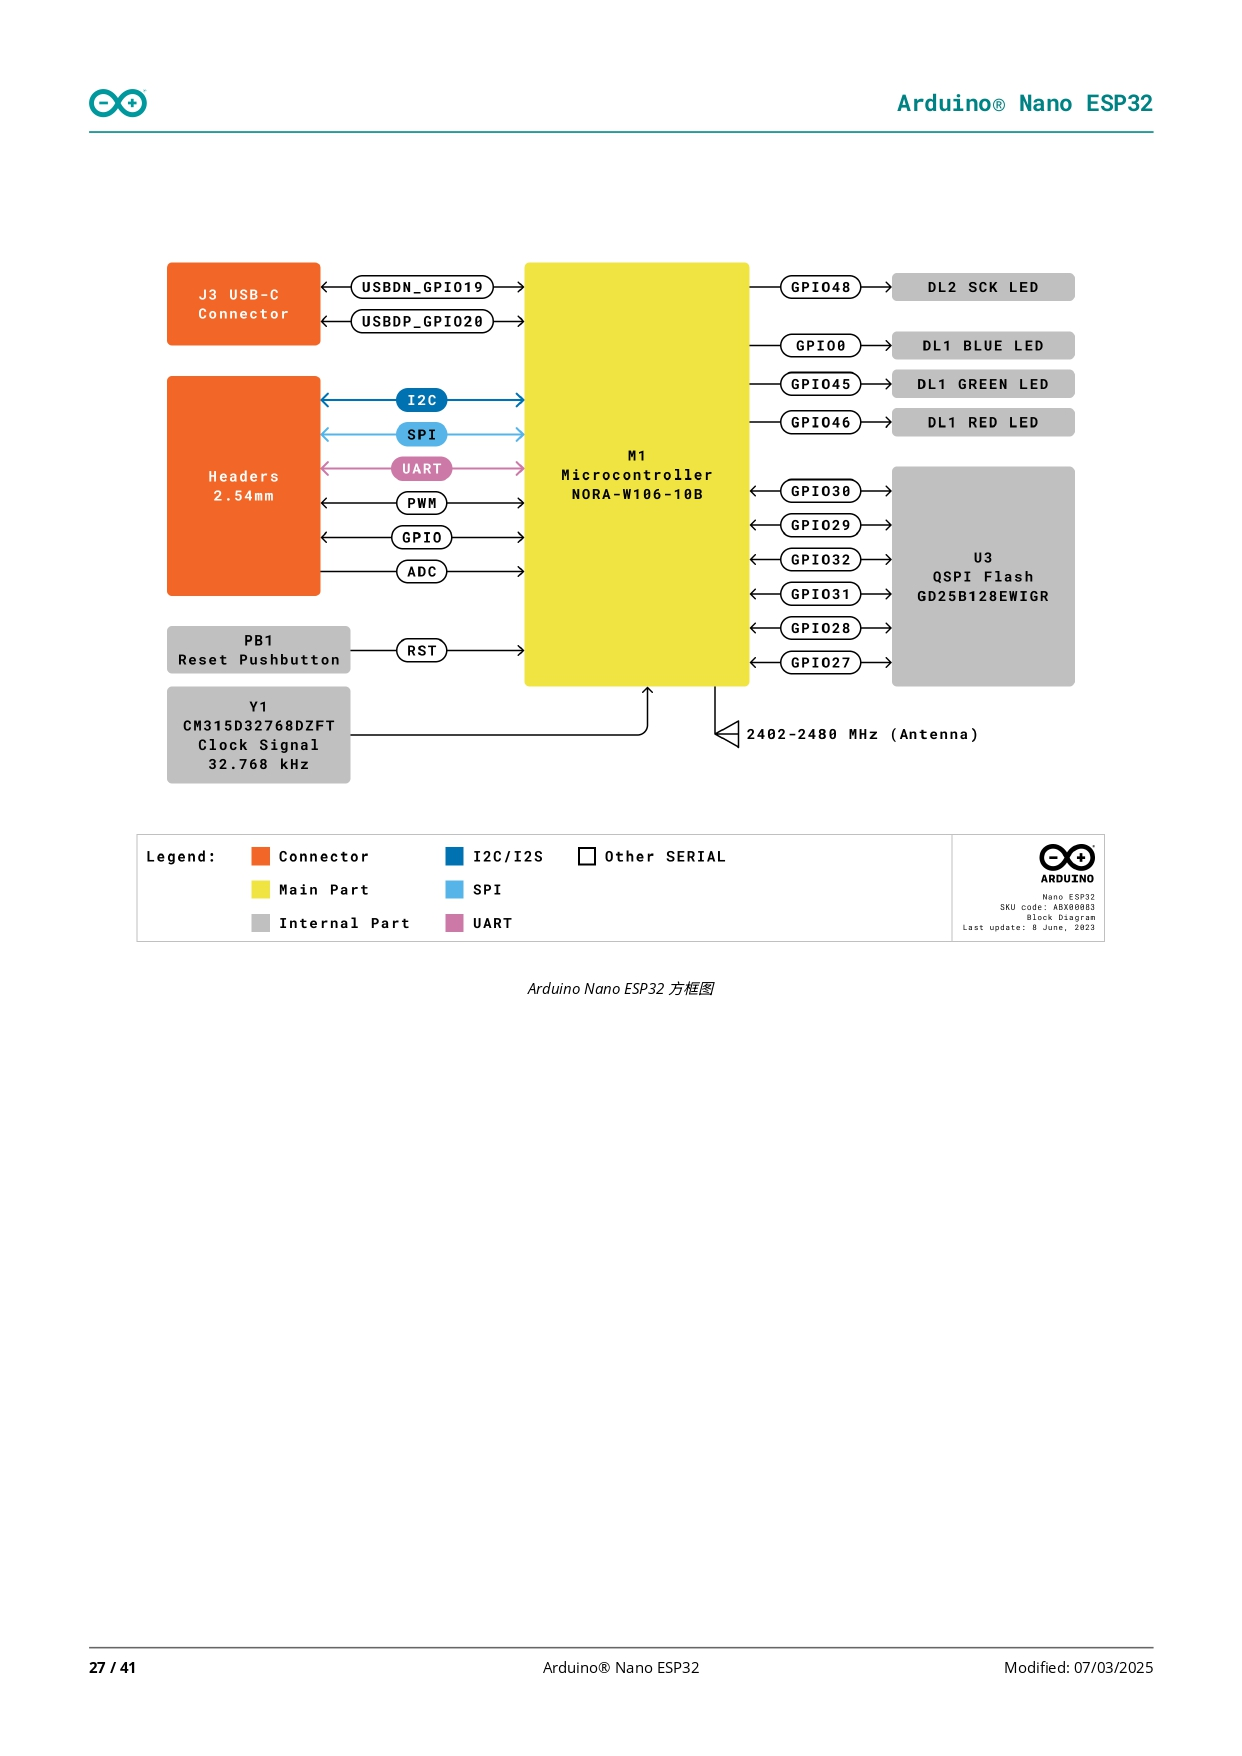 Arduino® Nano ESP32
J3 USB-C
Connector
USBDN_GPIO19
USBDP_GPIO20
Headers
2.54mm
I2C
SPI
UART
PWM
GPIO
ADC
PB1
Reset Pushbutton
RST
Y1
CM315D32768DZFT
Clock Signal
32.768 kHz
M1
Microcontroller
NORA-W106-10B
GPIO48
DL2 SCK LED
GPIO0
DL1 BLUE LED
GPIO45
DL1 GREEN LED
GPIO46
DL1 RED LED
GPIO30
GPIO29
GPIO32
GPIO31
GPIO28
GPIO27
U3
QSPI Flash
GD25B128EWIGR
2402-2480 MHz (Antenna)
Legend:
Connector
Main Part
Internal Part
I2C/I2S
SPI
UART
Other SERIAL
ARDUINO
Nano ESP32
SKU code: ABX00083
Block Diagram
Last update: 8 June, 2023
Arduino Nano ESP32 方框图
27 / 41 Arduino® Nano ESP32 Modified: 07/03/2025